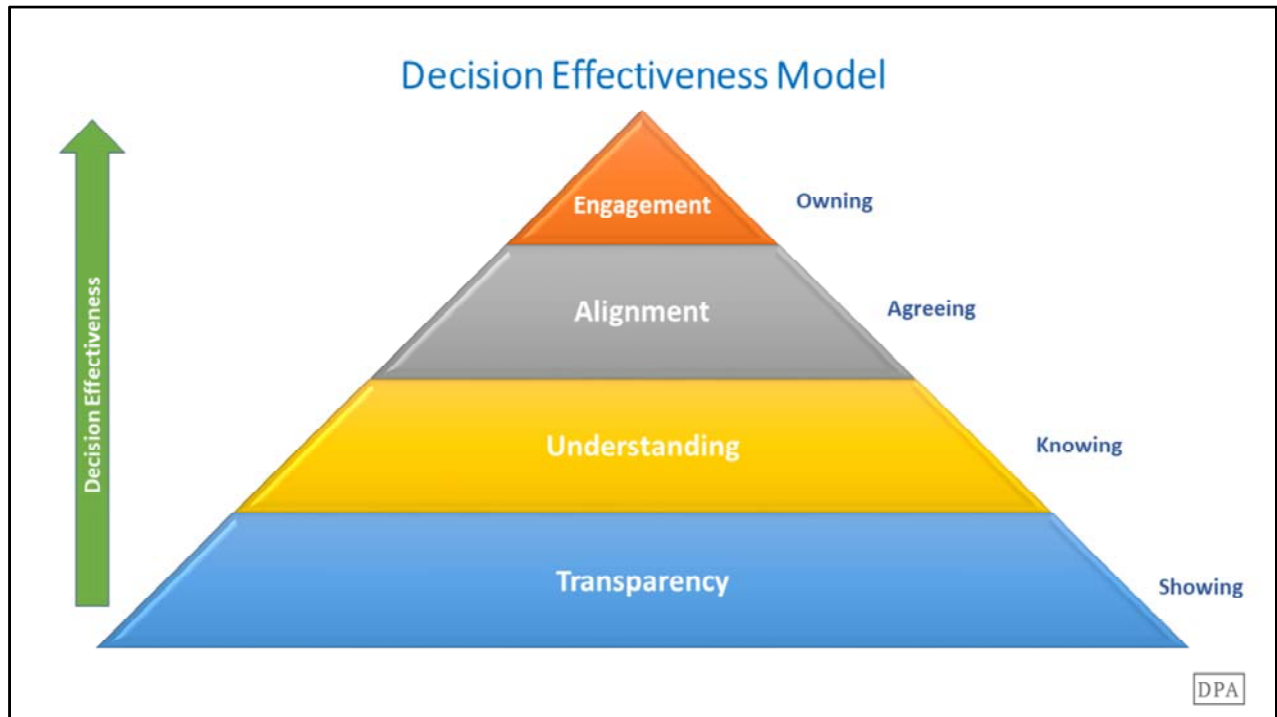 Decision Effectiveness Model
Decision Effectiveness
Engagement
Owning
Alignment
Agreeing
Understanding
Knowing
Transparency
Showing
DPA